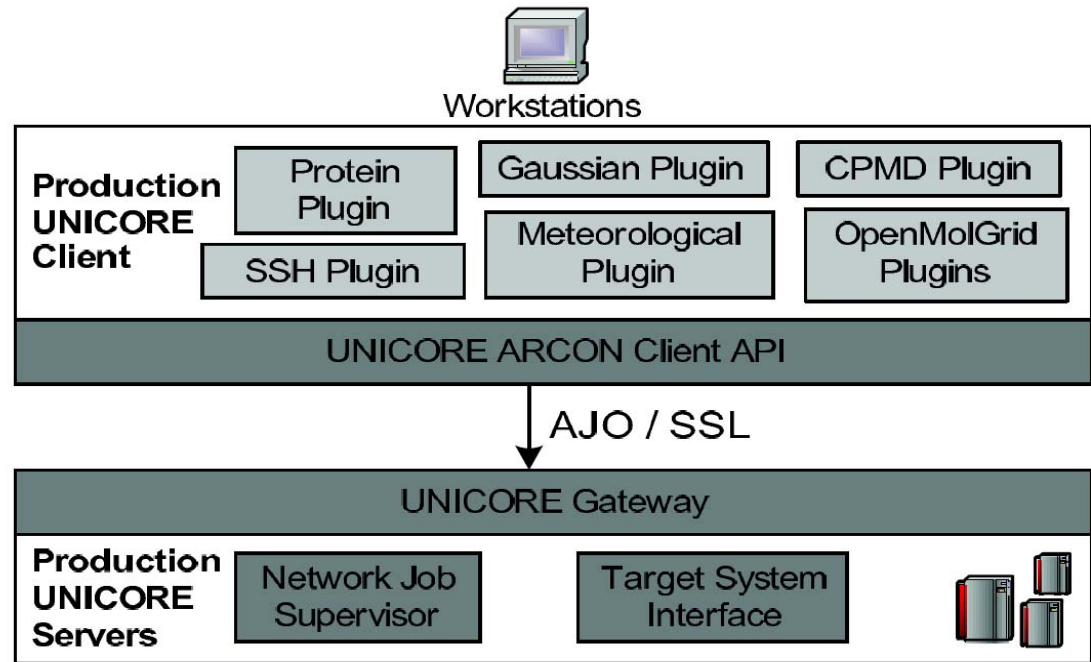 Workstations
Production
UNICORE
Client
Protein
Plugin
Gaussian Plugin
CPMD Plugin
SSH Plugin
Meteorological
Plugin
OpenMolGrid
Plugins
UNICORE ARCON Client API
AJO / SSL
UNICORE Gateway
Production
UNICORE
Servers
Network Job
Supervisor
Target System
Interface